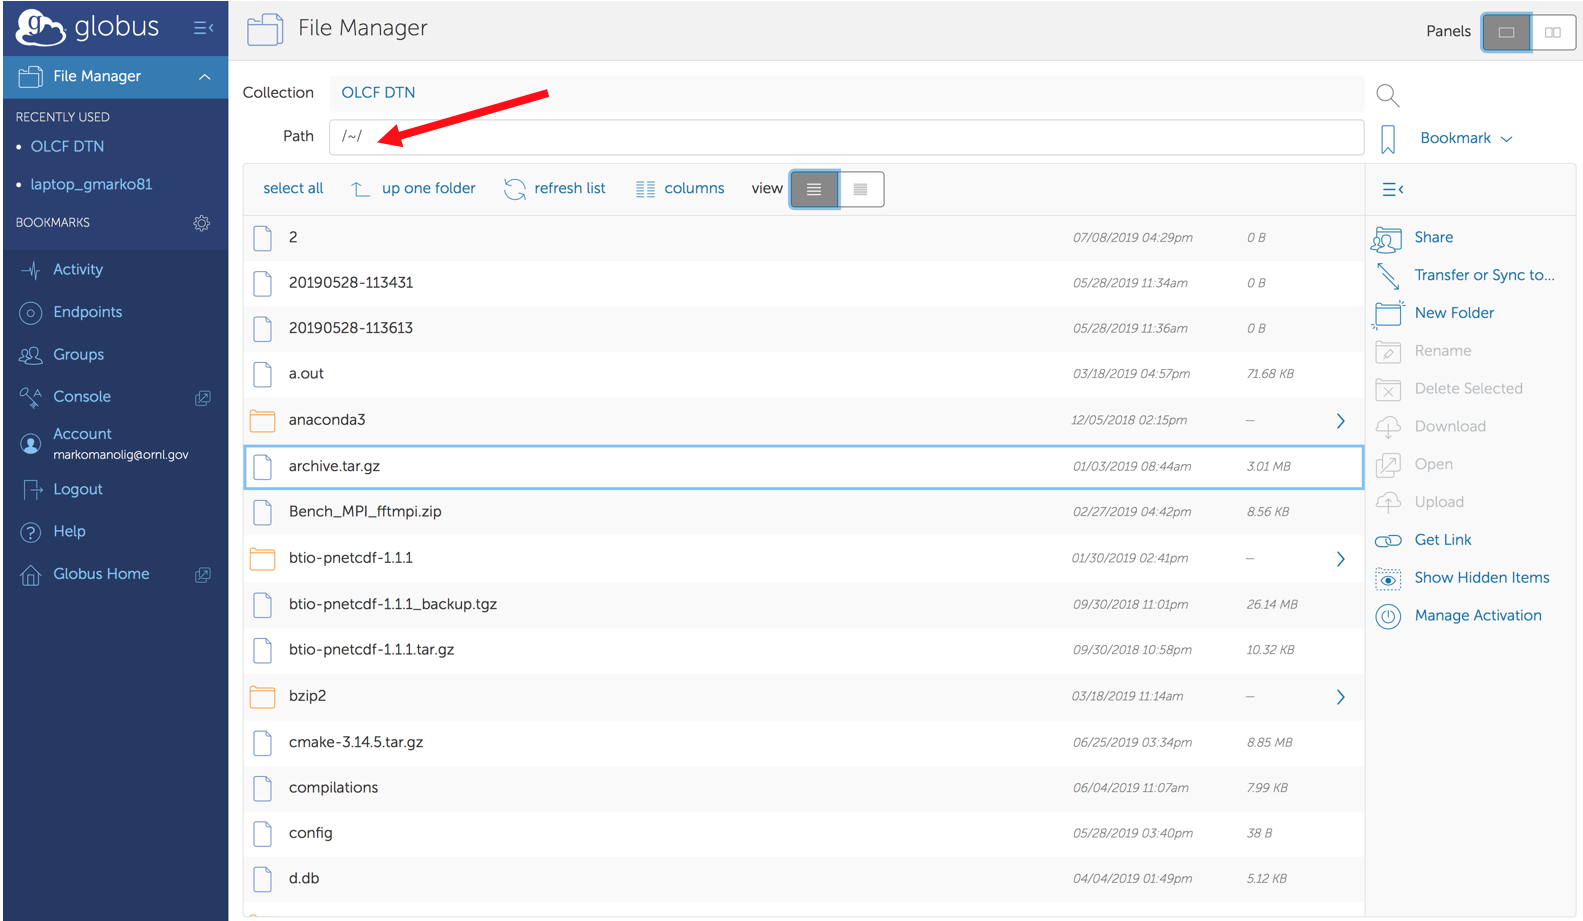 globus
File Manager
Panels
File Manager
Collection OLCF DTN
Path /~/
Bookmark
RECENTLY USED
• OLCF DTN
• laptop_gmarko81
BOOKMARKS
Activity
Endpoints
Groups
Console
Account
markomanolig@ornl.gov
Logout
Help
Globus Home
select all up one folder refresh list columns view
2 07/08/2019 04:29pm 0 B
20190528-113431 05/28/2019 11:34am 0 B
20190528-113613 05/28/2019 11:36am 0 B
a.out 03/18/2019 04:57pm 71.68 KB
anaconda3 12/05/2018 02:15pm —
archive.tar.gz 01/03/2019 08:44am 3.01 MB
Bench_MPI_fftmpi.zip 02/27/2019 04:42pm 8.56 KB
btio-pnetcdf-1.1.1 01/30/2019 02:41pm —
btio-pnetcdf-1.1.1_backup.tgz 09/30/2018 11:01pm 26.14 MB
btio-pnetcdf-1.1.1.tar.gz 09/30/2018 10:58pm 10.32 KB
bzip2 03/18/2019 11:14am —
cmake-3.14.5.tar.gz 06/25/2019 03:34pm 8.85 MB
compilations 06/04/2019 11:07am 7.99 KB
config 05/28/2019 03:40pm 38 B
d.db 04/04/2019 01:49pm 5.12 KB
Share
Transfer or Sync to...
New Folder
Rename
Delete Selected
Download
Open
Upload
Get Link
Show Hidden Items
Manage Activation